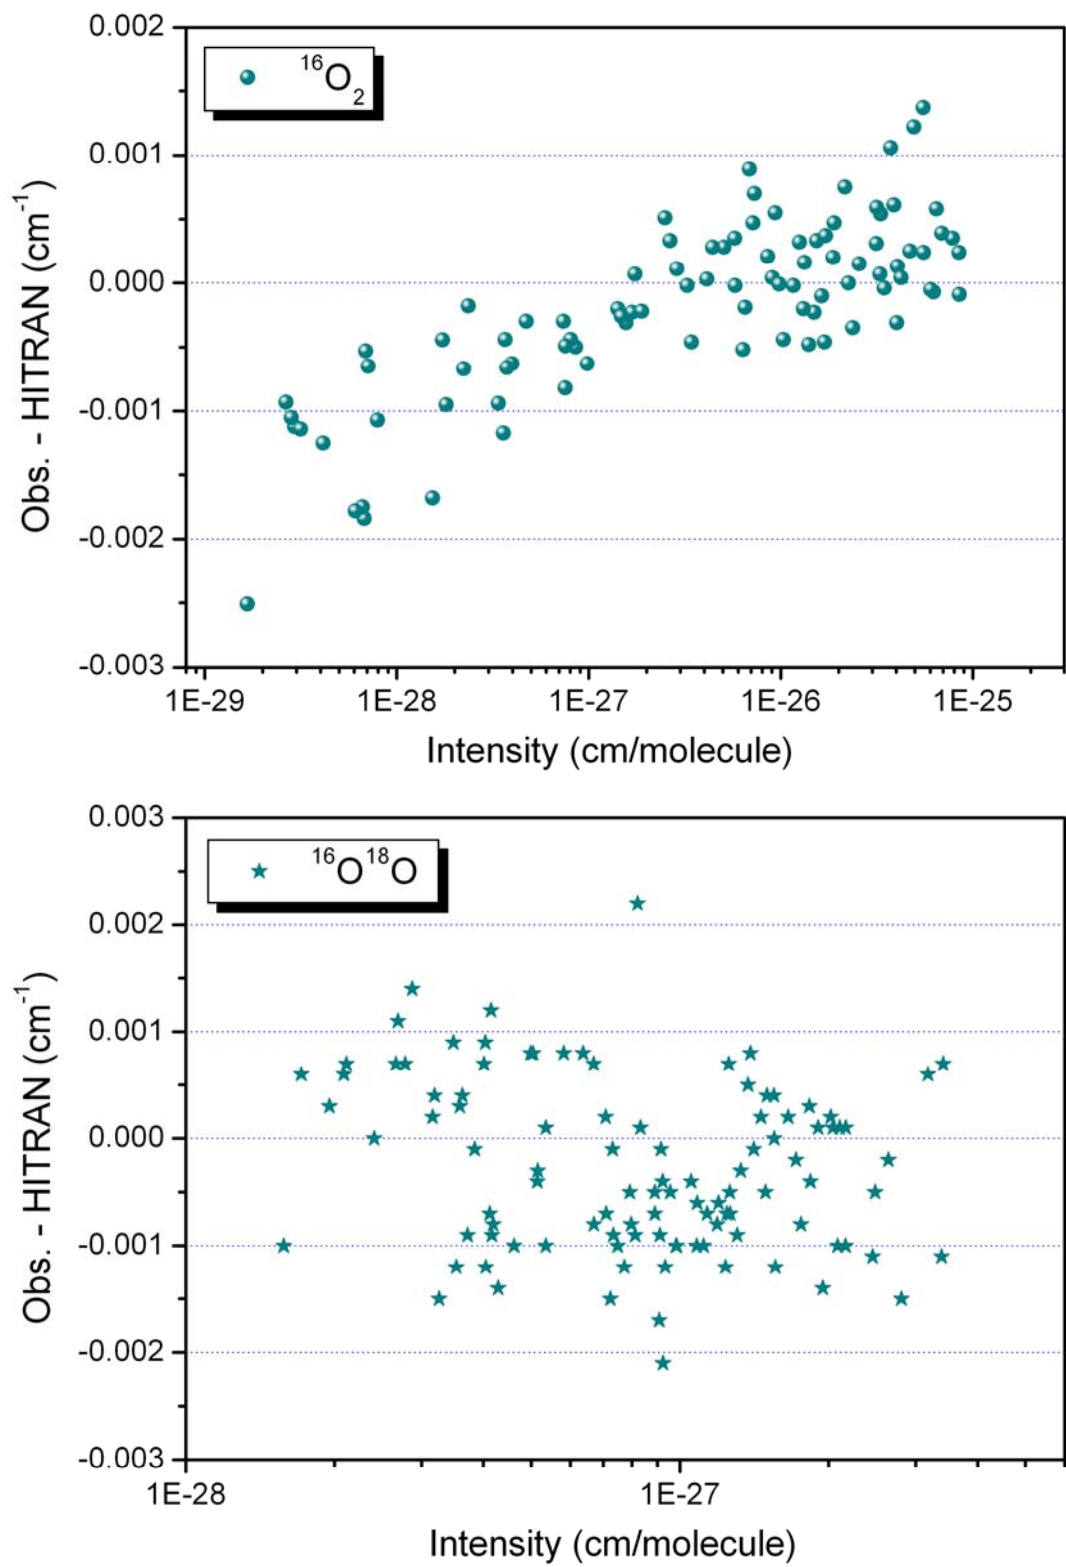 0.002
¹⁶O₂
0.001
0.000
-0.001
-0.002
-0.003
Obs. - HITRAN (cm⁻¹)
1E-29 1E-28 1E-27 1E-26 1E-25
Intensity (cm/molecule)
0.003
¹⁶O¹⁸O
0.002
0.001
0.000
-0.001
-0.002
-0.003
Obs. - HITRAN (cm⁻¹)
1E-28 1E-27
Intensity (cm/molecule)